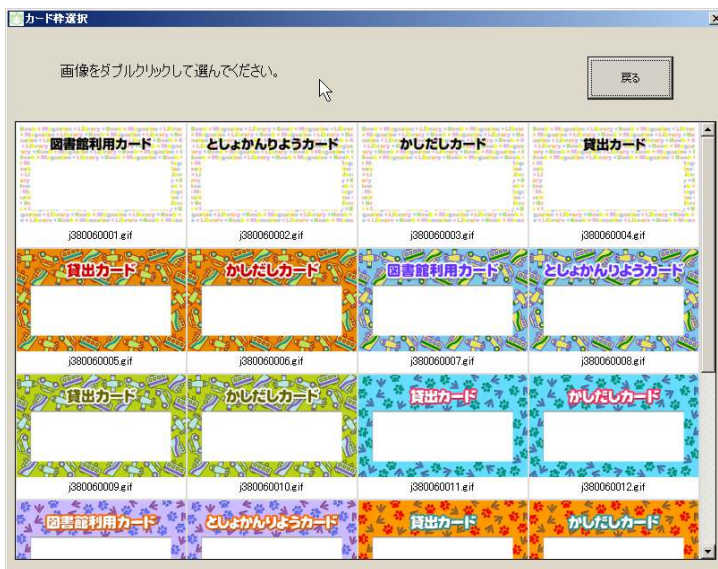 カード枠選択
画像をダブルクリックして選んでください。
戻る
図書館利用カード
としょかんりようカード
かしだしカード
貸出カード
j380060001.gif
j380060002.gif
j380060003.gif
j380060004.gif
貸出カード
かしだしカード
図書館利用カード
としょかんりようカード
j380060005.gif
j380060006.gif
j380060007.gif
j380060008.gif
貸出カード
かしだしカード
貸出カード
かしだしカード
j380060009.gif
j380060010.gif
j380060011.gif
j380060012.gif
図書館利用カード
としょかんりようカード
貸出カード
かしだしカード